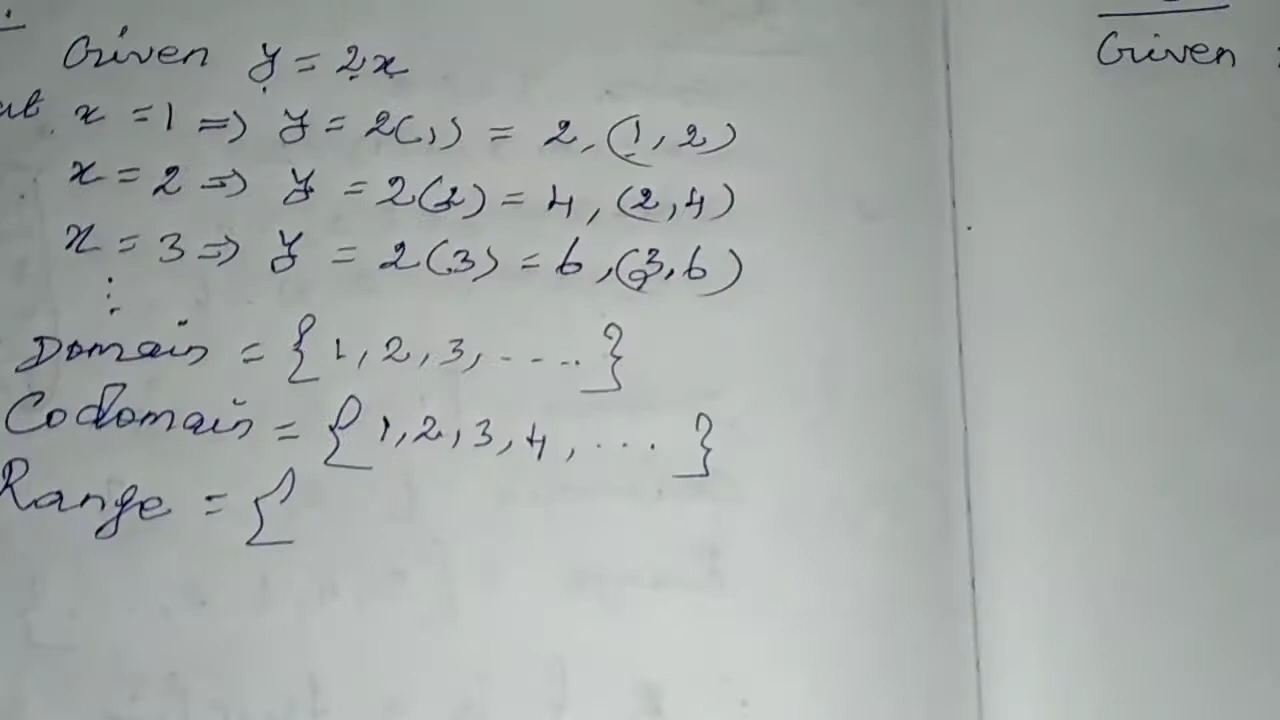 Given y = 2x
x = 1 => y = 2(1) = 2, (1, 2)
x = 2 => y = 2(2) = 4, (2, 4)
x = 3 => y = 2(3) = 6, (3, 6)
⋮
Domain = {1, 2, 3, ....}
Codomain = {1, 2, 3, 4, ... }
Range = {
Given :